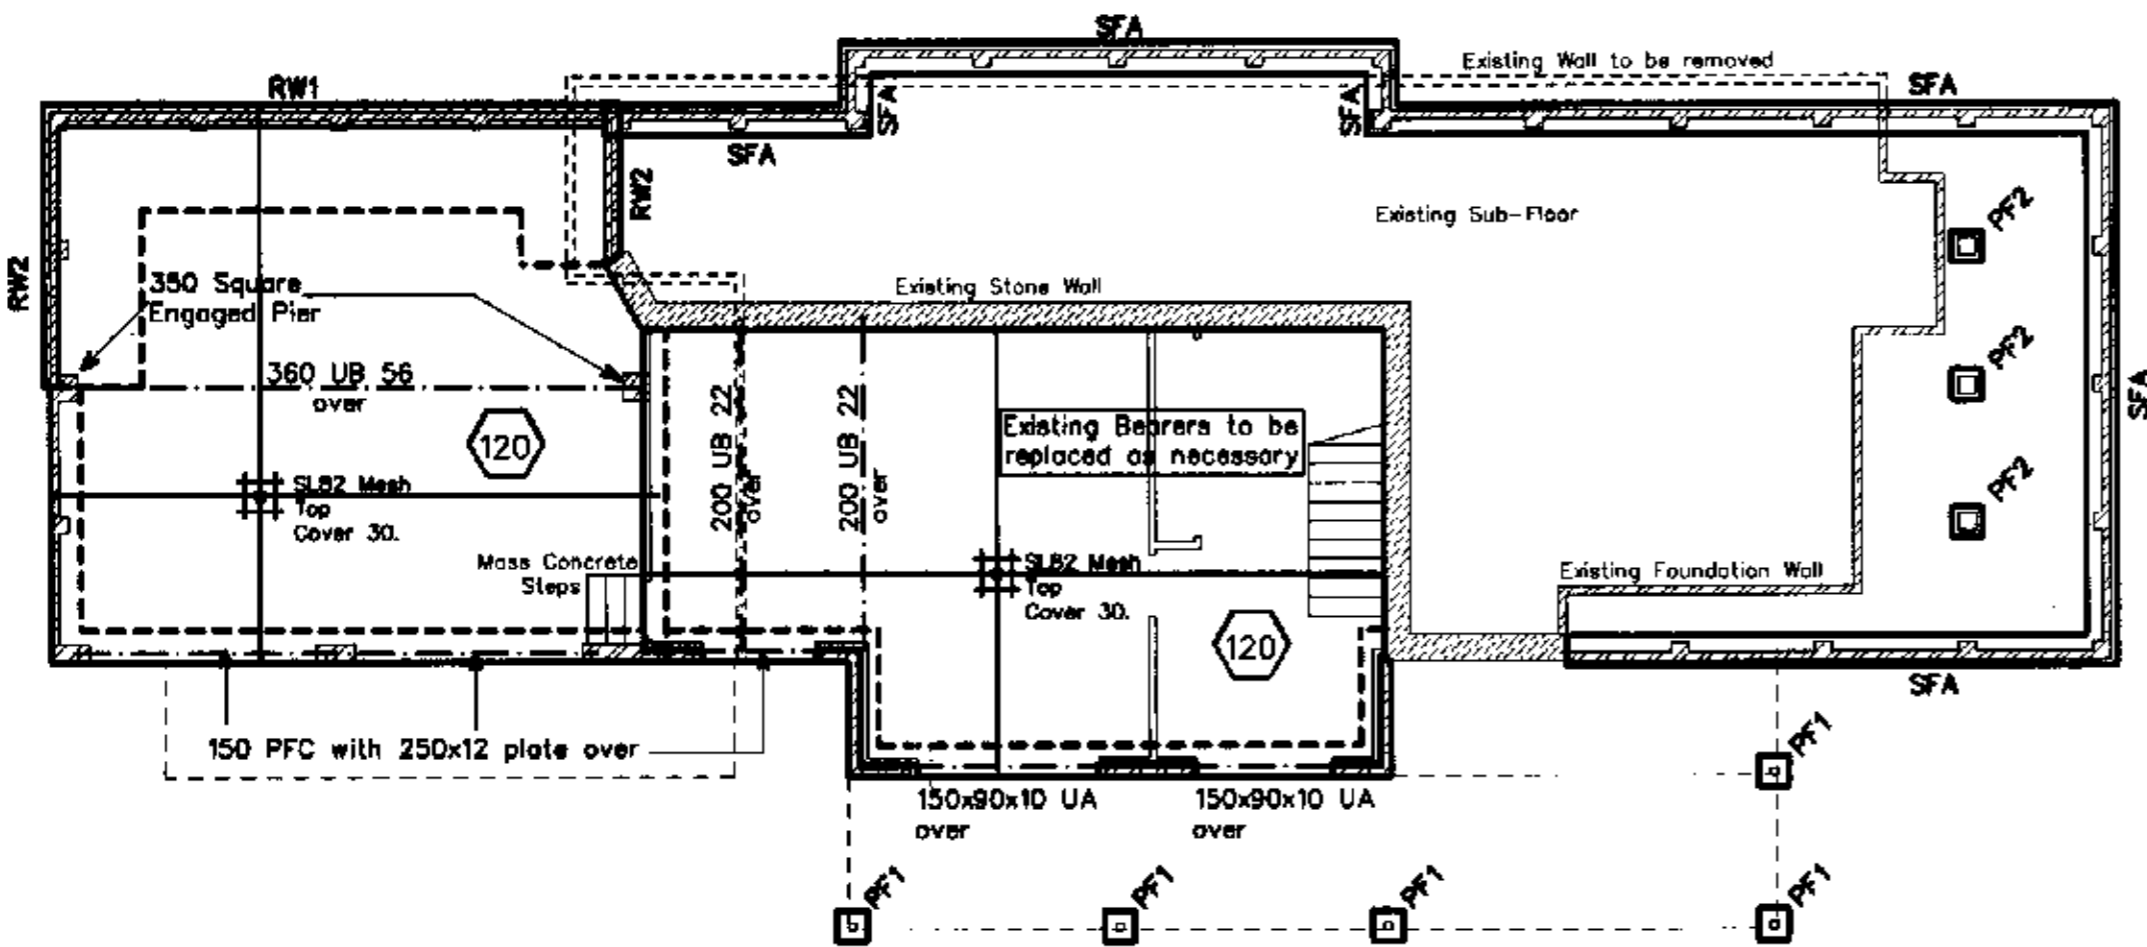 SFA
Existing Wall to be removed
RW1
SFA
SFA
SFA
SFA
RW2
RW2
Existing Sub-Floor
PF2
350 Square
Engaged Pier
Existing Stone Wall
360 UB 56
over
PF2
SFA
200 UB 22
over
200 UB 22
over
Existing Bearers to be
replaced as necessary
120
SL82 Mesh
Top
Cover 30.
PF2
Mass Concrete
Steps
SL82 Mesh
Top
Cover 30.
Existing Foundation Wall
120
SFA
150 PFC with 250x12 plate over
PF1
150x90x10 UA
over
150x90x10 UA
over
PF1
PF1
PF1
PF1